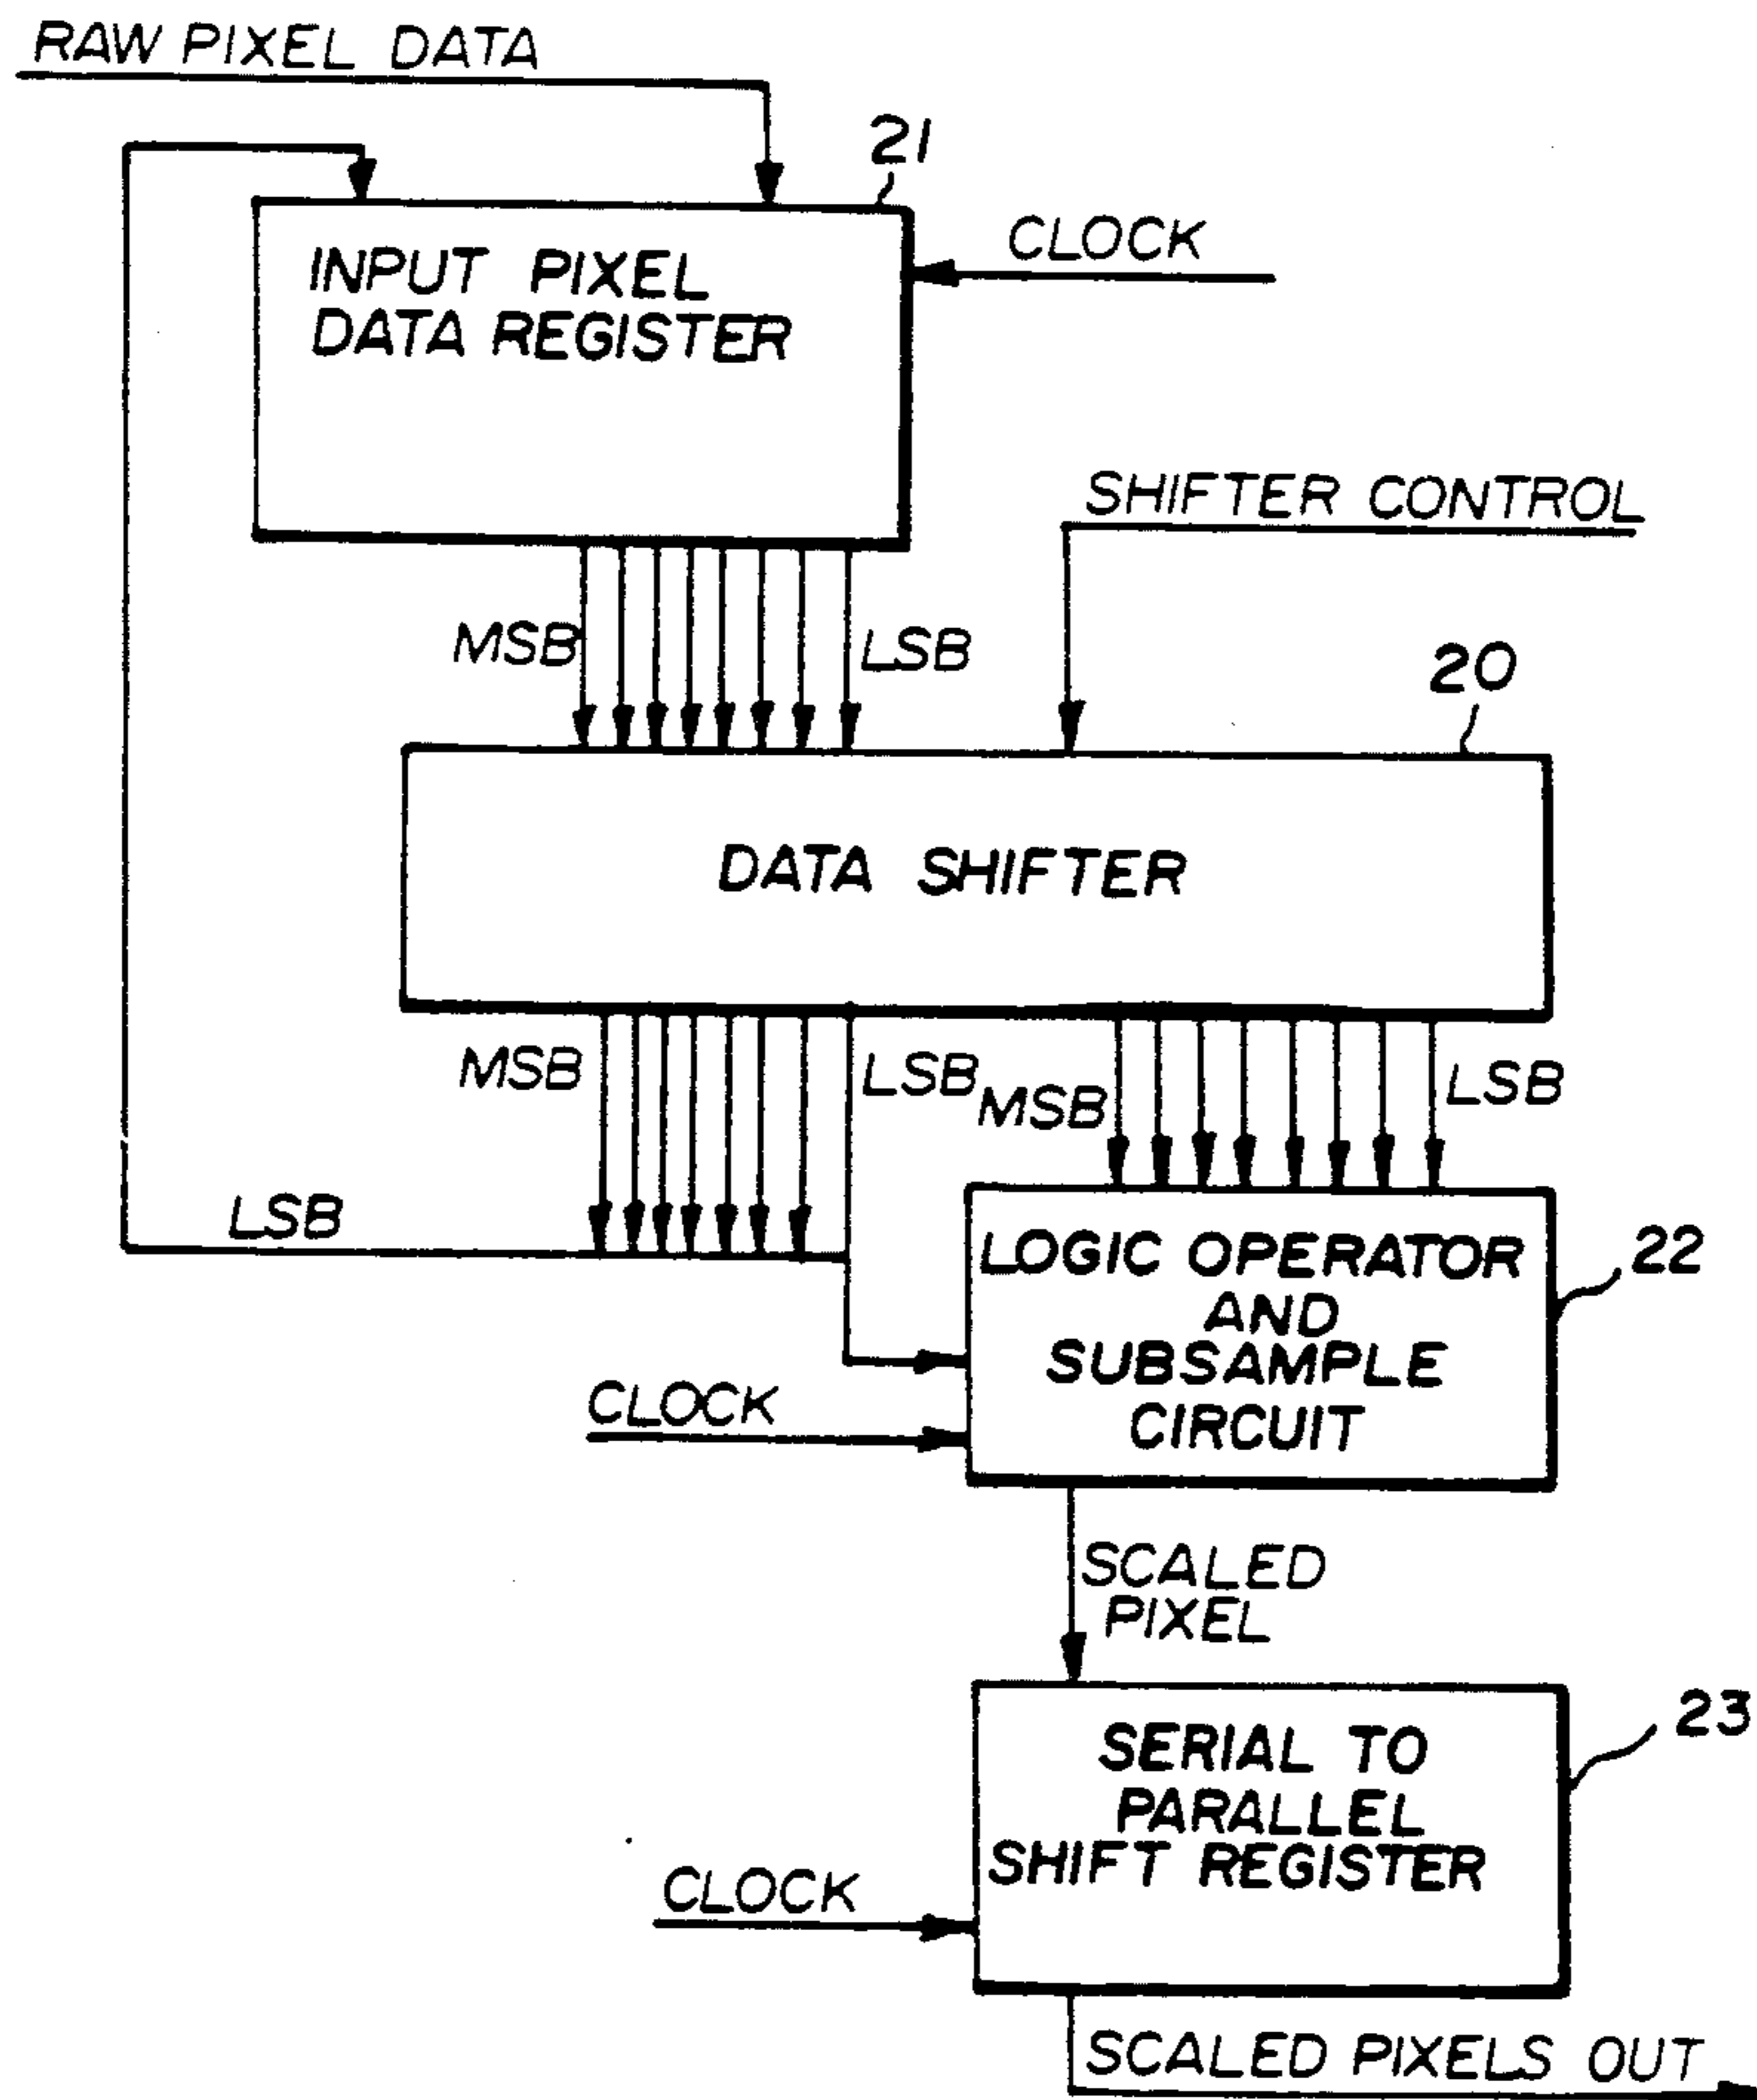 RAW PIXEL DATA
21
INPUT PIXEL
DATA REGISTER
CLOCK
SHIFTER CONTROL
MSB
LSB
20
DATA SHIFTER
MSB
LSB
MSB
LSB
LSB
LOGIC OPERATOR
AND
SUBSAMPLE
CIRCUIT
22
CLOCK
SCALED
PIXEL
SERIAL TO
PARALLEL
SHIFT REGISTER
23
CLOCK
SCALED PIXELS OUT